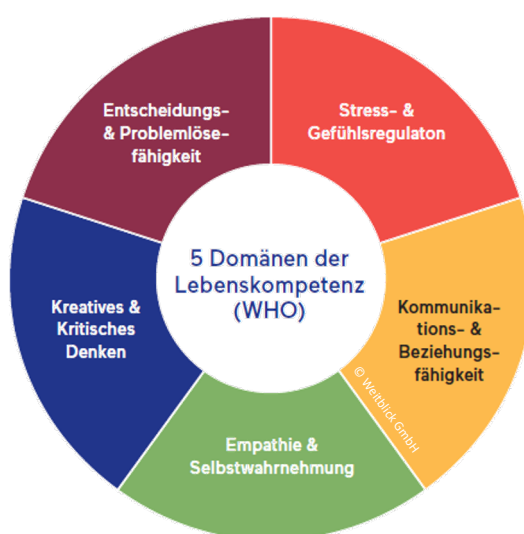 Entscheidungs-
& Problemlöse-
fähigkeit
Stress- &
Gefühlsregulaton
5 Domänen der
Lebenskompetenz
(WHO)
Kreatives &
Kritisches
Denken
Kommunika-
tions- &
Beziehungs-
fähigkeit
© Weitblick GmbH
Empathie &
Selbstwahrnehmung